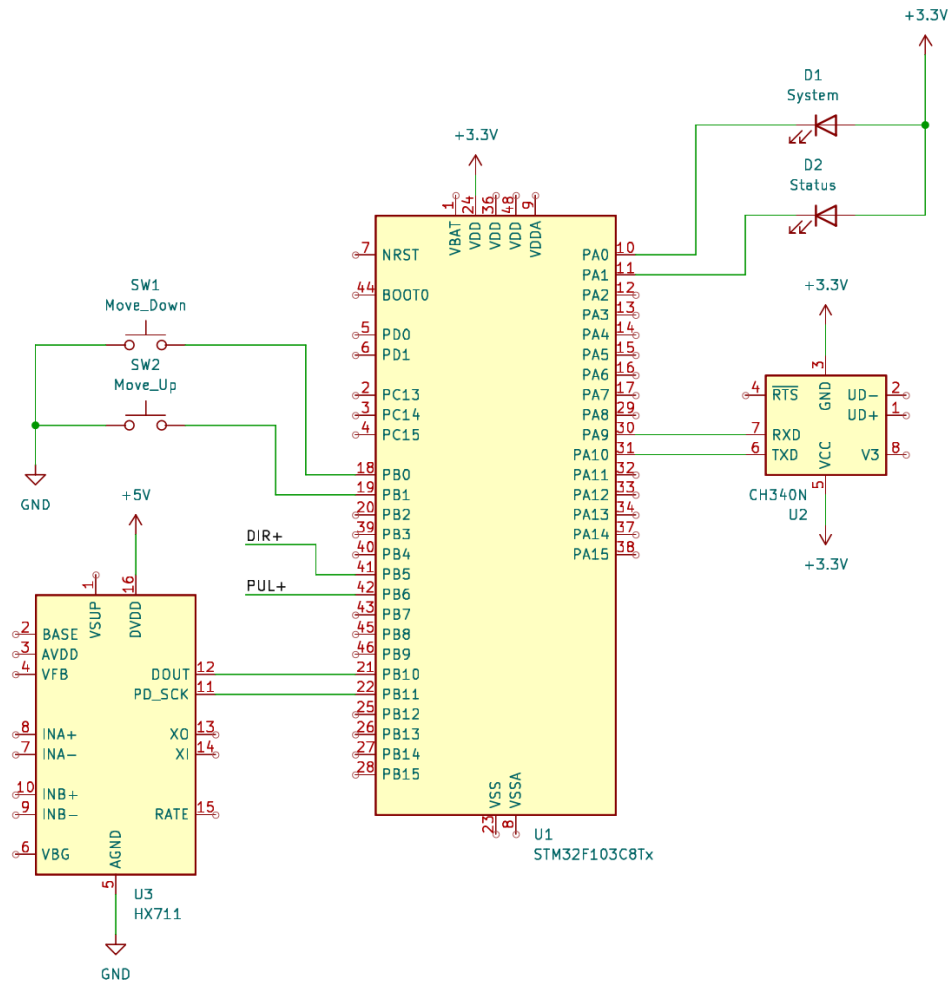 +3.3V
D1
System
D2
Status
+3.3V
1 24 36 48 9
VBAT VDD VDD VDD VDDA
7 NRST
44 BOOT0
5 PD0
6 PD1
2 PC13
3 PC14
4 PC15
18 PB0
19 PB1
20 PB2
39 PB3
40 PB4
41 PB5
42 PB6
43 PB7
45 PB8
46 PB9
21 PB10
22 PB11
25 PB12
26 PB13
27 PB14
28 PB15
PA0 10
PA1 11
PA2 12
PA3 13
PA4 14
PA5 15
PA6 16
PA7 17
PA8 29
PA9 30
PA10 31
PA11 32
PA12 33
PA13 34
PA14 37
PA15 38
VSS VSSA
23 8
U1
STM32F103C8Tx
SW1
Move_Down
SW2
Move_Up
GND
DIR+
PUL+
+3.3V
3
GND
4 RTS
7 RXD
6 TXD
UD- 2
UD+ 1
V3 8
VCC
5
CH340N
U2
+3.3V
+5V
1 16
VSUP DVDD
2 BASE
3 AVDD
4 VFB
8 INA+
7 INA-
10 INB+
9 INB-
6 VBG
DOUT 12
PD_SCK 11
XO 13
XI 14
RATE 15
AGND
5
U3
HX711
GND